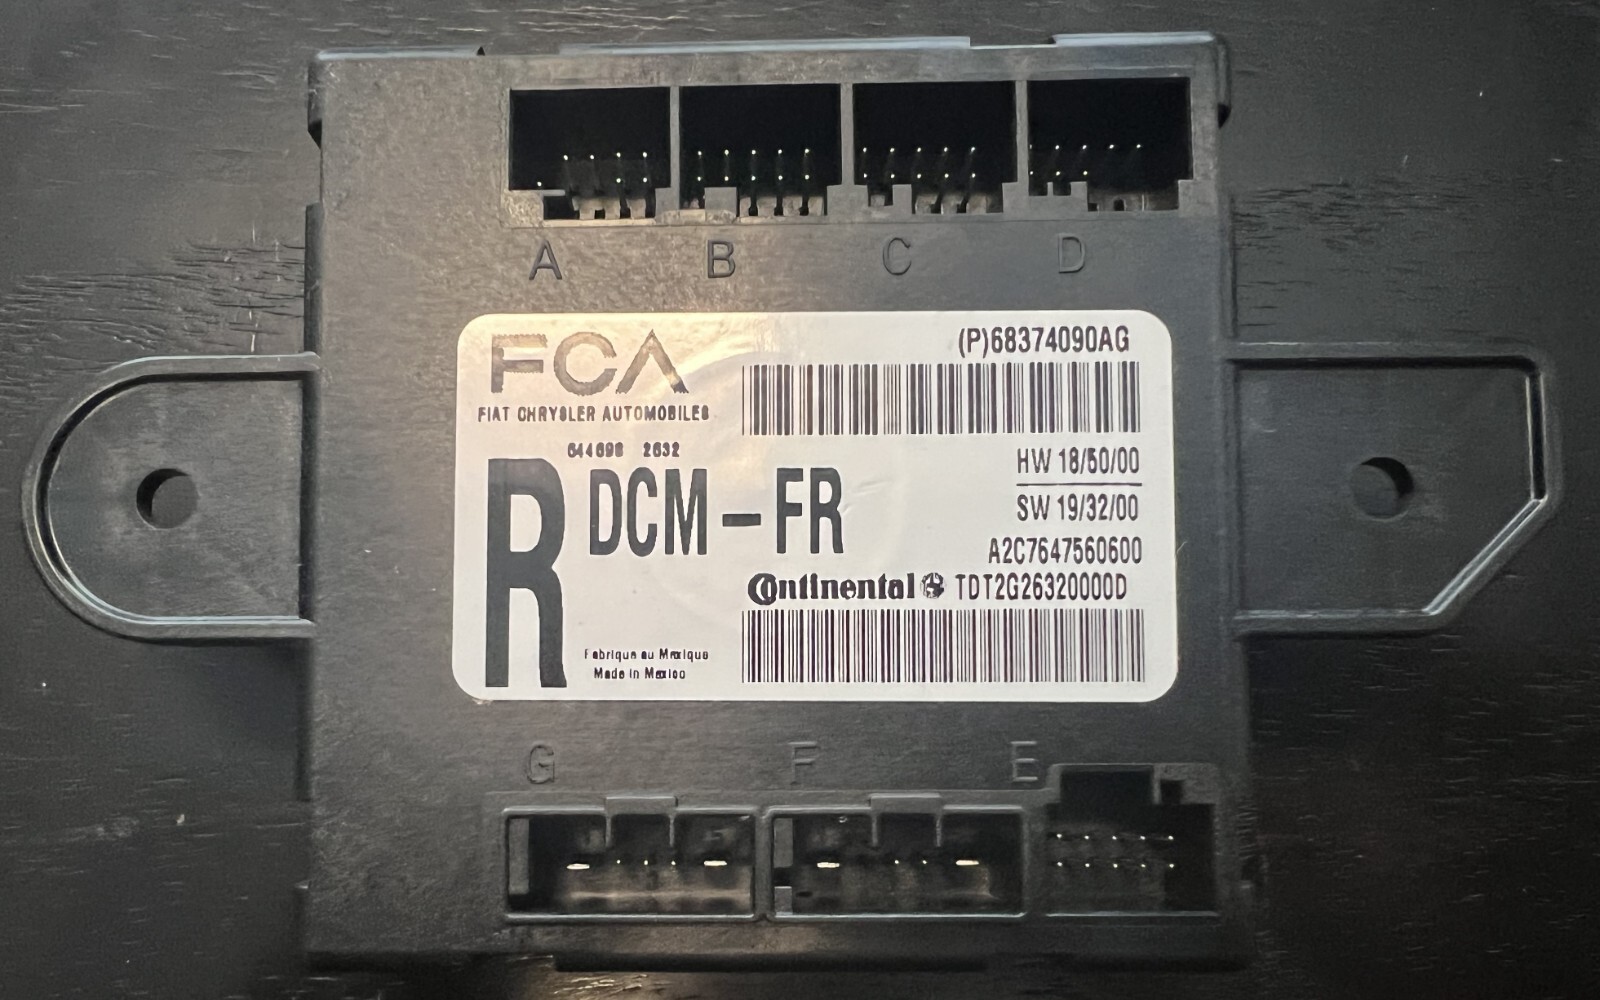 A B C D
FCA
FIAT CHRYSLER AUTOMOBILES
(P)68374090AG
644698 2632
R
DCM-FR
HW 18/50/00
SW 19/32/00
A2C7647560600
Continental TDT2G26320000D
Fabrique au Mexique
Made in Mexico
G F E